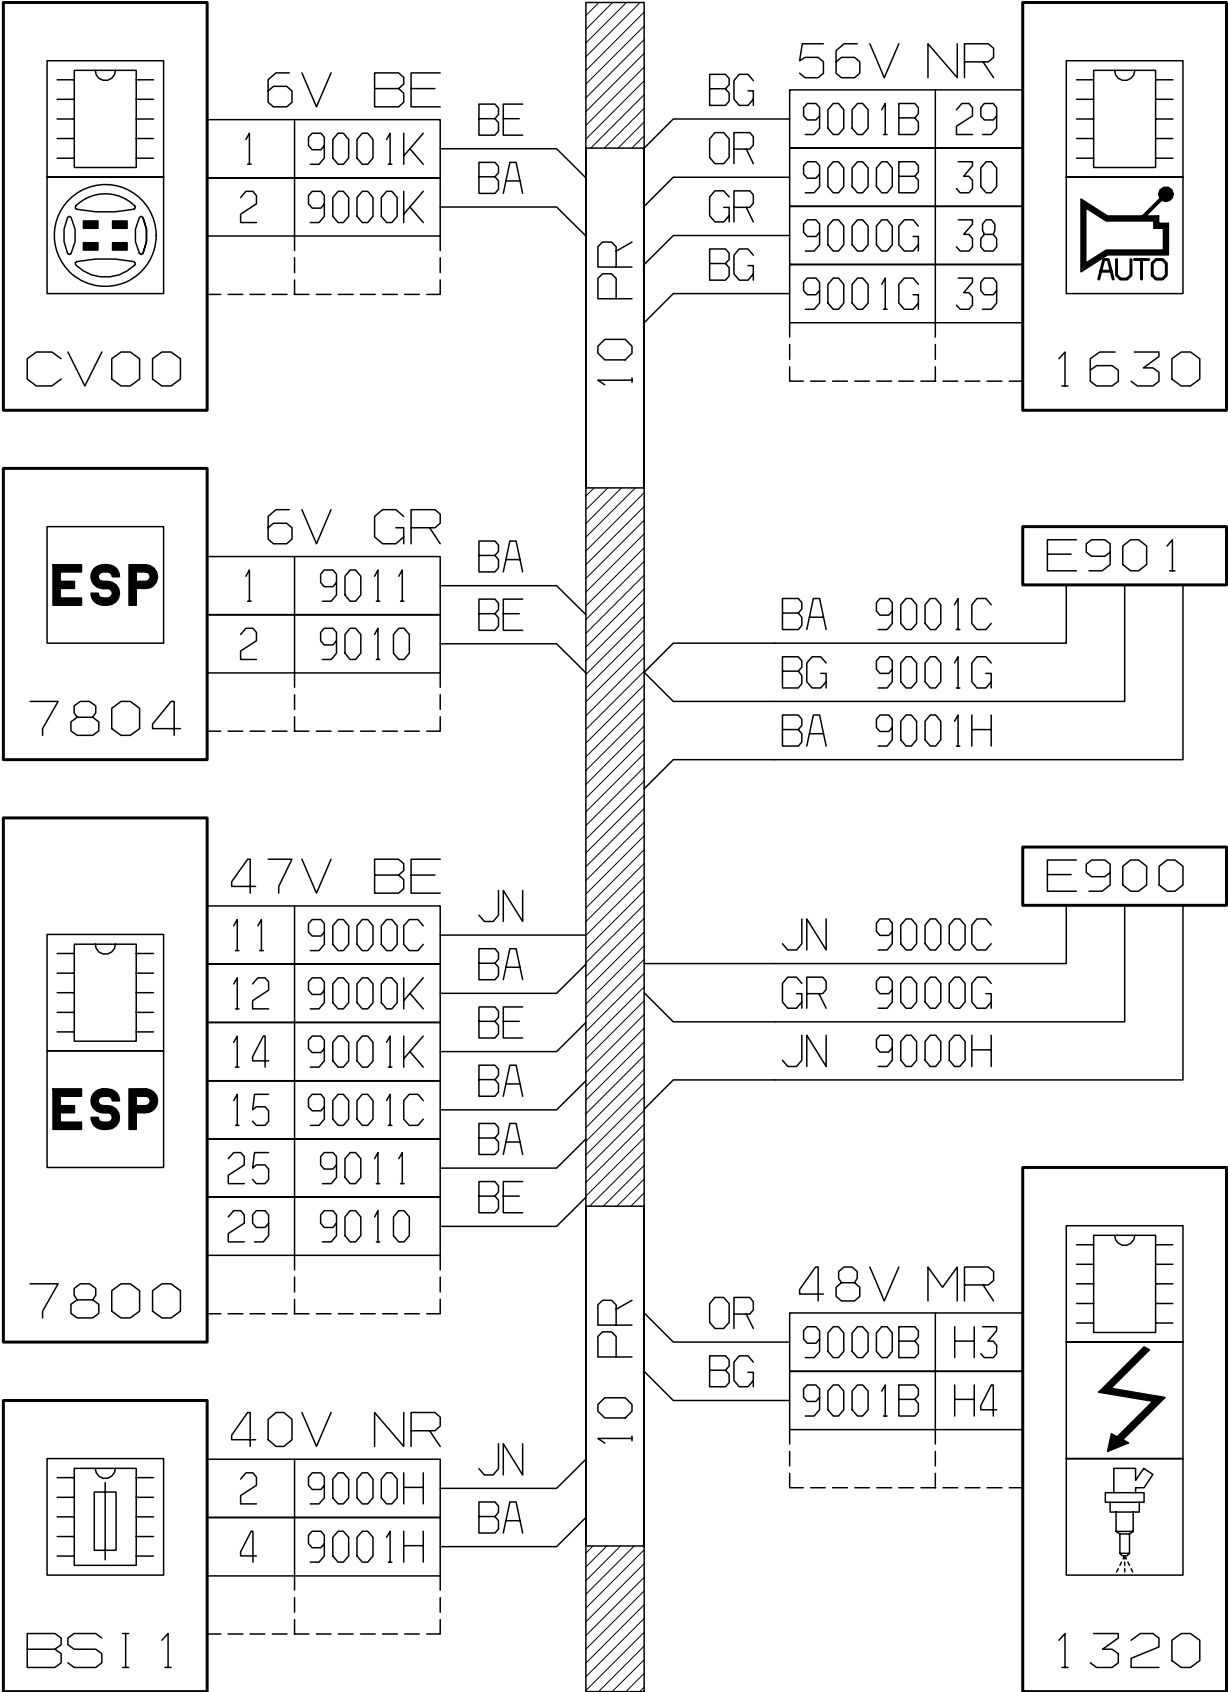 6V BE
1 9001K BE
2 9000K BA
CV00
6V GR
ESP
1 9011 BA
2 9010 BE
7804
47V BE
11 9000C JN
12 9000K BA
14 9001K BE
ESP
15 9001C BA
25 9011 BA
29 9010 BE
7800
40V NR
2 9000H JN
4 9001H BA
BSI1
10 PR
10 PR
56V NR
BG 9001B 29
OR 9000B 30
GR 9000G 38
BG 9001G 39
AUTO
1630
E901
BA 9001C
BG 9001G
BA 9001H
E900
JN 9000C
GR 9000G
JN 9000H
48V MR
OR 9000B H3
BG 9001B H4
1320